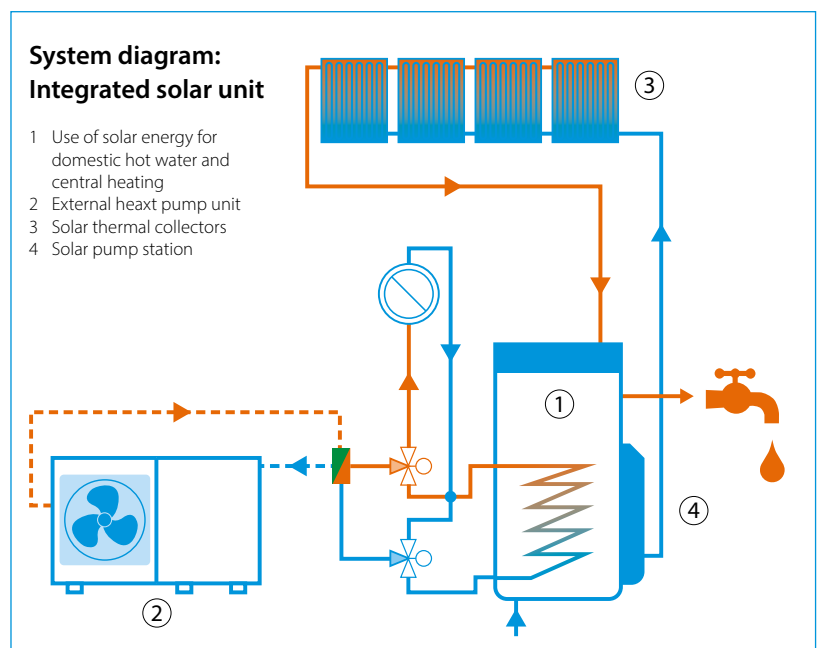 System diagram:
Integrated solar unit
1 Use of solar energy for
domestic hot water and
central heating
2 External heaxt pump unit
3 Solar thermal collectors
4 Solar pump station
3
1
4
2